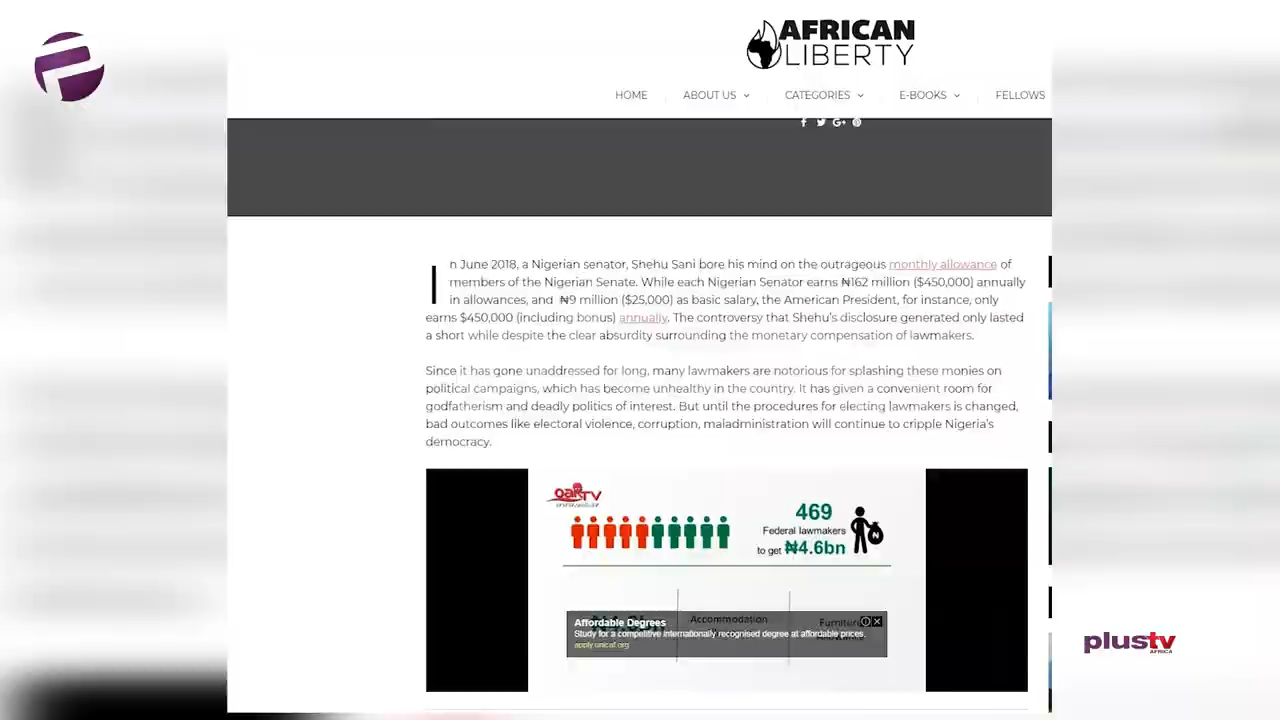 AFRICAN
LIBERTY
HOME
ABOUT US
CATEGORIES
E-BOOKS
FELLOWS
In June 2018, a Nigerian senator, Shehu Sani bore his mind on the outrageous monthly allowance of
members of the Nigerian Senate. While each Nigerian Senator earns ₦162 million ($450,000) annually
in allowances, and ₦9 million ($25,000) as basic salary, the American President, for instance, only
earns $450,000 (including bonus) annually. The controversy that Shehu's disclosure generated only lasted
a short while despite the clear absurdity surrounding the monetary compensation of lawmakers.
Since it has gone unaddressed for long, many lawmakers are notorious for splashing these monies on
political campaigns, which has become unhealthy in the country. It has given a convenient room for
godfatherism and deadly politics of interest. But until the procedures for electing lawmakers is changed,
bad outcomes like electoral violence, corruption, maladministration will continue to cripple Nigeria's
democracy.
OAKTV
469
Federal lawmakers
to get ₦4.6bn
Accommodation
Furniture
Affordable Degrees
Study for a competitive internationally recognised degree at affordable prices.
apply.unicaf.org
plustv
AFRICA